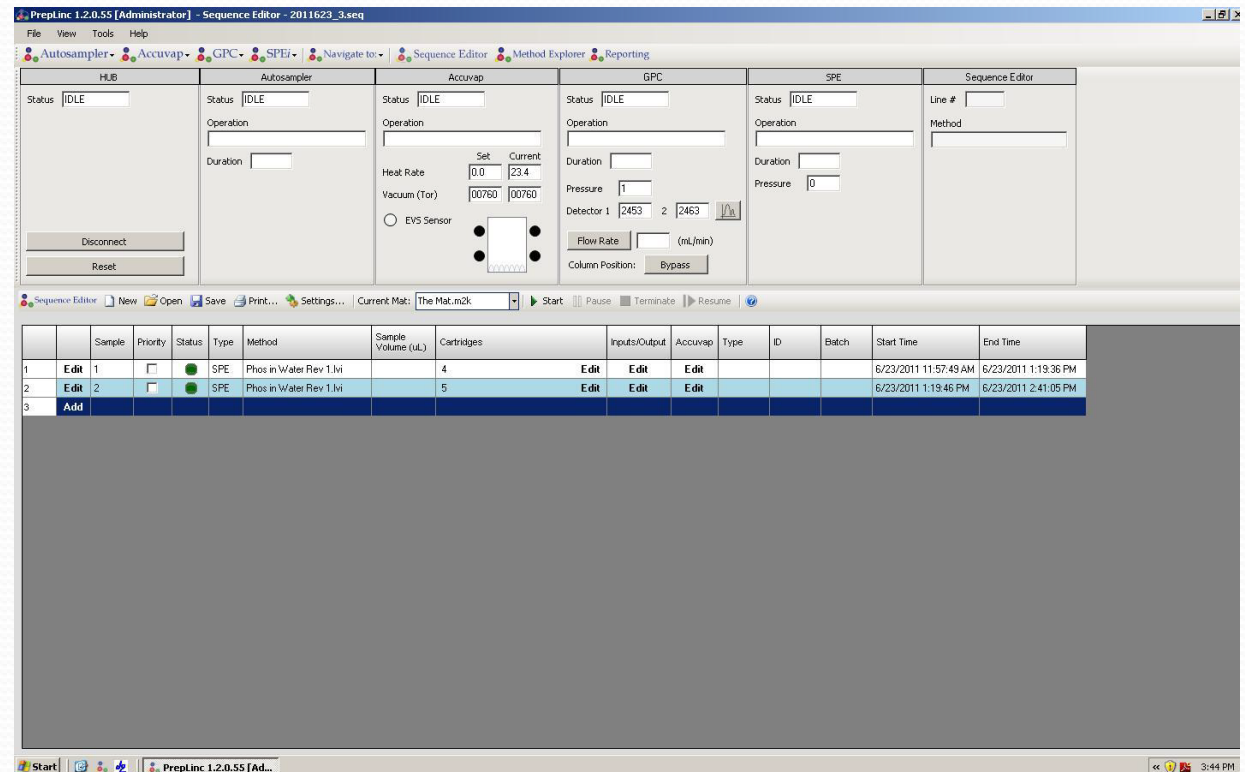 PrepLinc 1.2.0.55 [Administrator] - Sequence Editor - 2011623_3.seq
File View Tools Help
Autosampler Accuvap GPC SPEi Navigate to: Sequence Editor Method Explorer Reporting
HUB Autosampler Accuvap GPC SPE Sequence Editor
Status IDLE Status IDLE Status IDLE Status IDLE Status IDLE Line #
Operation Operation Operation Operation Method
Duration Set Current Duration Duration
Heat Rate 0.0 23.4
Pressure 1 Pressure 0
Vacuum (Tor) 00760 00760
Detector 1 2453 2 2463
EVS Sensor
Disconnect Flow Rate (mL/min)
Reset Column Position: Bypass
Sequence Editor New Open Save Print... Settings... Current Mat: The Mat.m2k Start Pause Terminate Resume
Sample Priority Status Type Method Sample Volume (uL) Cartridges Inputs/Output Accuvap Type ID Batch Start Time End Time
1 Edit 1 SPE Phos in Water Rev 1.lvi 4 Edit Edit Edit 6/23/2011 11:57:49 AM 6/23/2011 1:19:36 PM
2 Edit 2 SPE Phos in Water Rev 1.lvi 5 Edit Edit Edit 6/23/2011 1:19:46 PM 6/23/2011 2:41:05 PM
3 Add
Start PrepLinc 1.2.0.55 [Ad... 3:44 PM